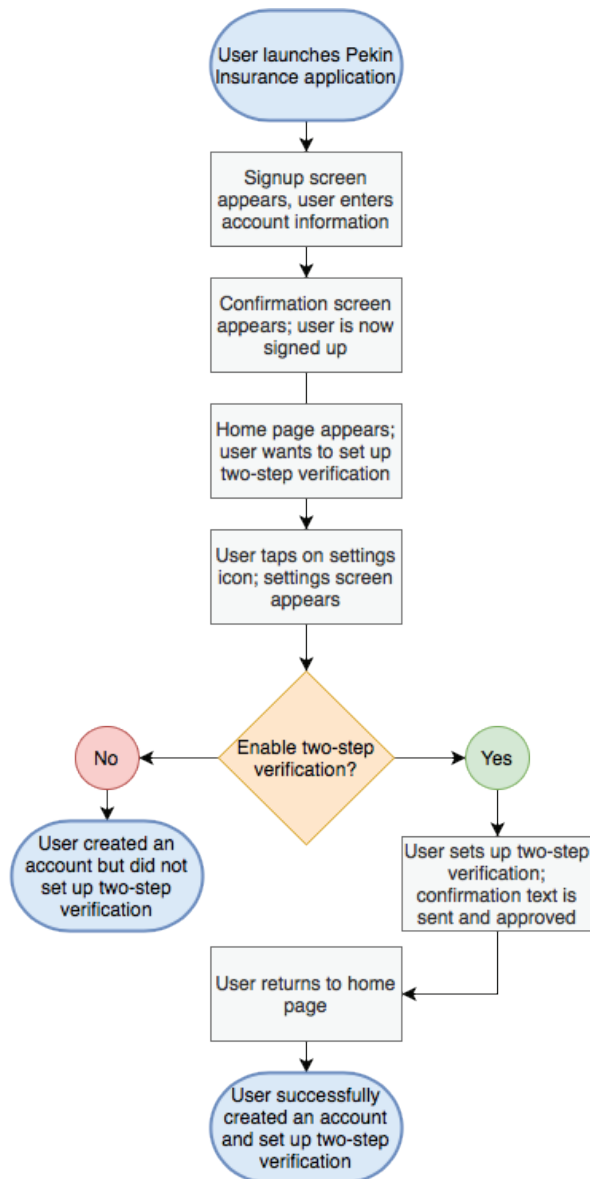 User launches Pekin
Insurance application
Signup screen
appears, user enters
account information
Confirmation screen
appears; user is now
signed up
Home page appears;
user wants to set up
two-step verification
User taps on settings
icon; settings screen
appears
Enable two-step
verification?
No
Yes
User created an
account but did not
set up two-step
verification
User sets up two-step
verification;
confirmation text is
sent and approved
User returns to home
page
User successfully
created an account
and set up two-step
verification